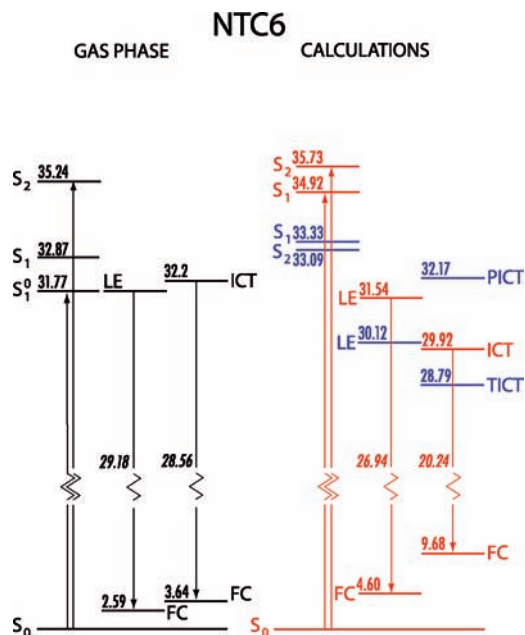 NTC6
GAS PHASE
CALCULATIONS
S2 35.24
S1 32.87
S1^0 31.77
LE
32.2 ICT
29.18
28.56
3.64 FC
2.59 FC
S0
S2 35.73
S1 34.92
S1 33.33
S2 33.09
32.17 PICT
LE 31.54
LE 30.12
29.92 ICT
28.79 TICT
26.94
20.24
9.68 FC
FC 4.60
S0